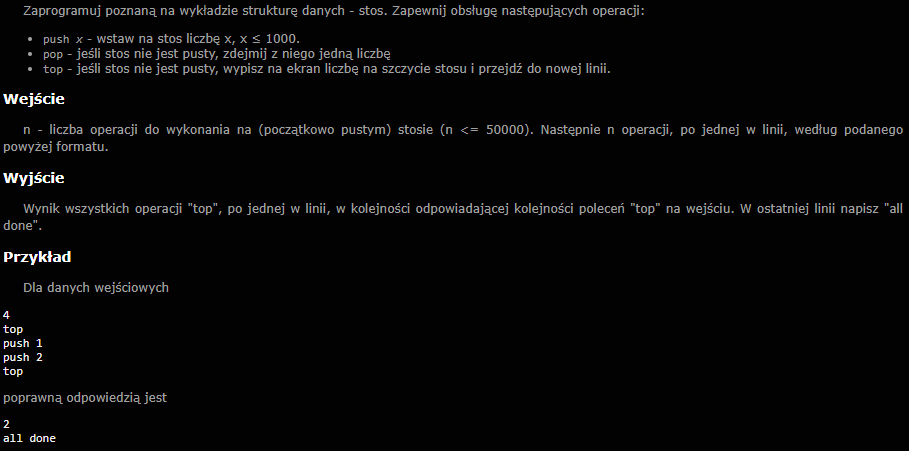 Zaprogramuj poznaną na wykładzie strukturę danych - stos. Zapewnij obsługę następujących operacji:
• push x - wstaw na stos liczbę x, x ≤ 1000.
• pop - jeśli stos nie jest pusty, zdejmij z niego jedną liczbę
• top - jeśli stos nie jest pusty, wypisz na ekran liczbę na szczycie stosu i przejdź do nowej linii.
Wejście
n - liczba operacji do wykonania na (początkowo pustym) stosie (n <= 50000). Następnie n operacji, po jednej w linii, według podanego
powyżej formatu.
Wyjście
Wynik wszystkich operacji "top", po jednej w linii, w kolejności odpowiadającej kolejności poleceń "top" na wejściu. W ostatniej linii napisz "all
done".
Przykład
Dla danych wejściowych
4
top
push 1
push 2
top
poprawną odpowiedzią jest
2
all done